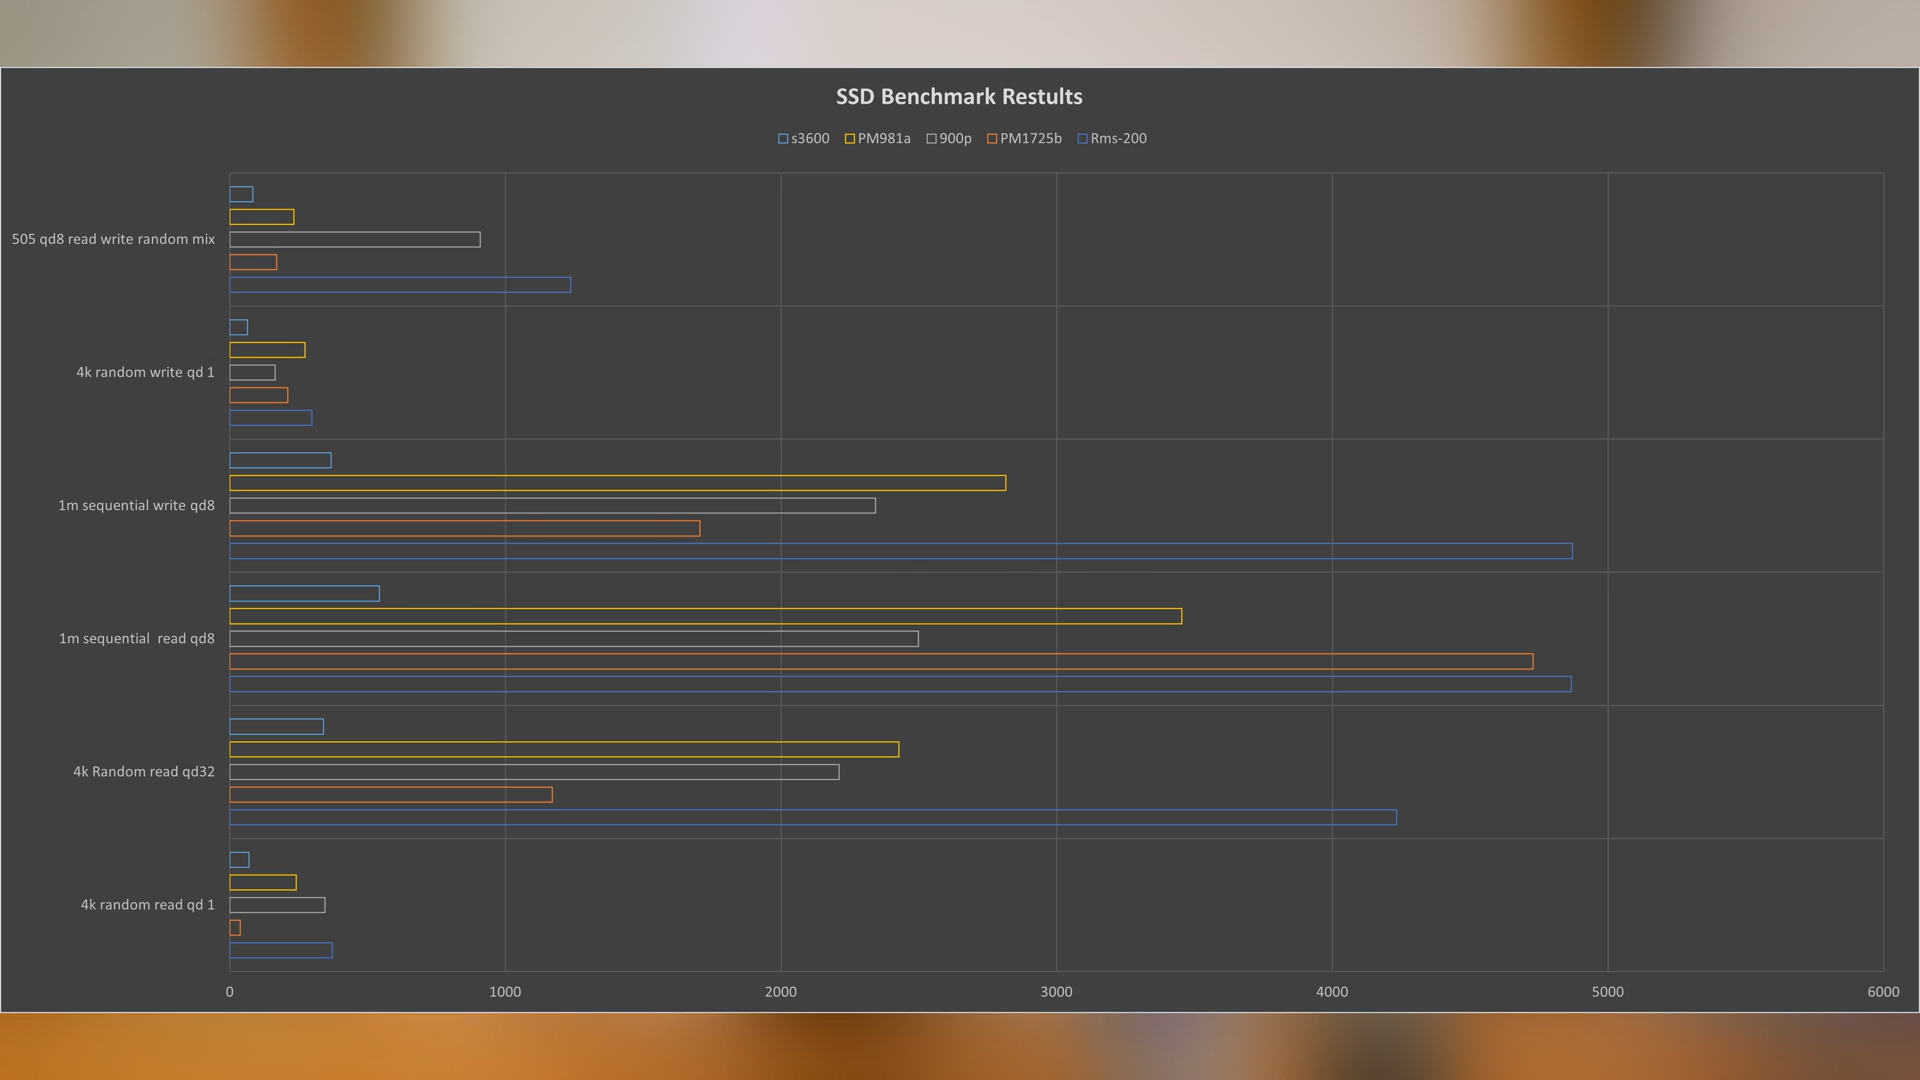 SSD Benchmark Restults
s3600 PM981a 900p PM1725b Rms-200
505 qd8 read write random mix
4k random write qd 1
1m sequential write qd8
1m sequential  read qd8
4k Random read qd32
4k random read qd 1
0 1000 2000 3000 4000 5000 6000